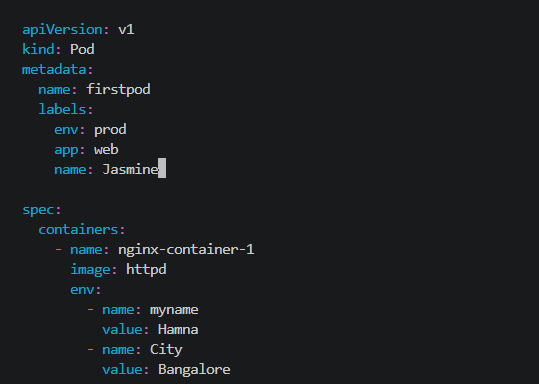 apiVersion: v1
kind: Pod
metadata:
  name: firstpod
  labels:
    env: prod
    app: web
    name: Jasmine

spec:
  containers:
    - name: nginx-container-1
      image: httpd
      env:
        - name: myname
          value: Hamna
        - name: City
          value: Bangalore